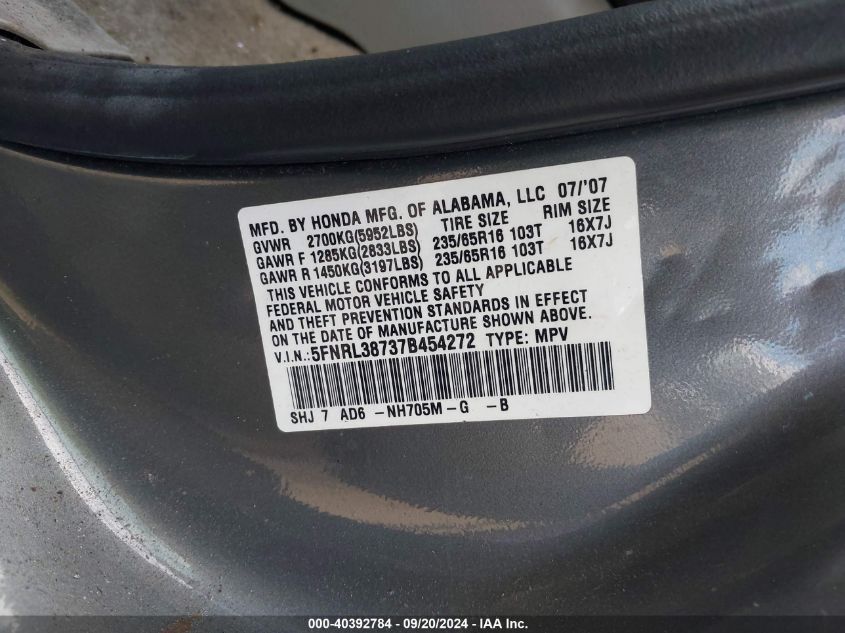 MFD. BY HONDA MFG. OF ALABAMA, LLC 07/'07
GVWR 2700KG(5952LBS) TIRE SIZE RIM SIZE
GAWR F 1285KG(2833LBS) 235/65R16 103T 16X7J
GAWR R 1450KG(3197LBS) 235/65R16 103T 16X7J
THIS VEHICLE CONFORMS TO ALL APPLICABLE
FEDERAL MOTOR VEHICLE SAFETY
AND THEFT PREVENTION STANDARDS IN EFFECT
ON THE DATE OF MANUFACTURE SHOWN ABOVE.
V.I.N.:5FNRL38737B454272 TYPE: MPV
SHJ 7 AD6 -NH705M-G -B
000-40392784 - 09/20/2024 - IAA Inc.